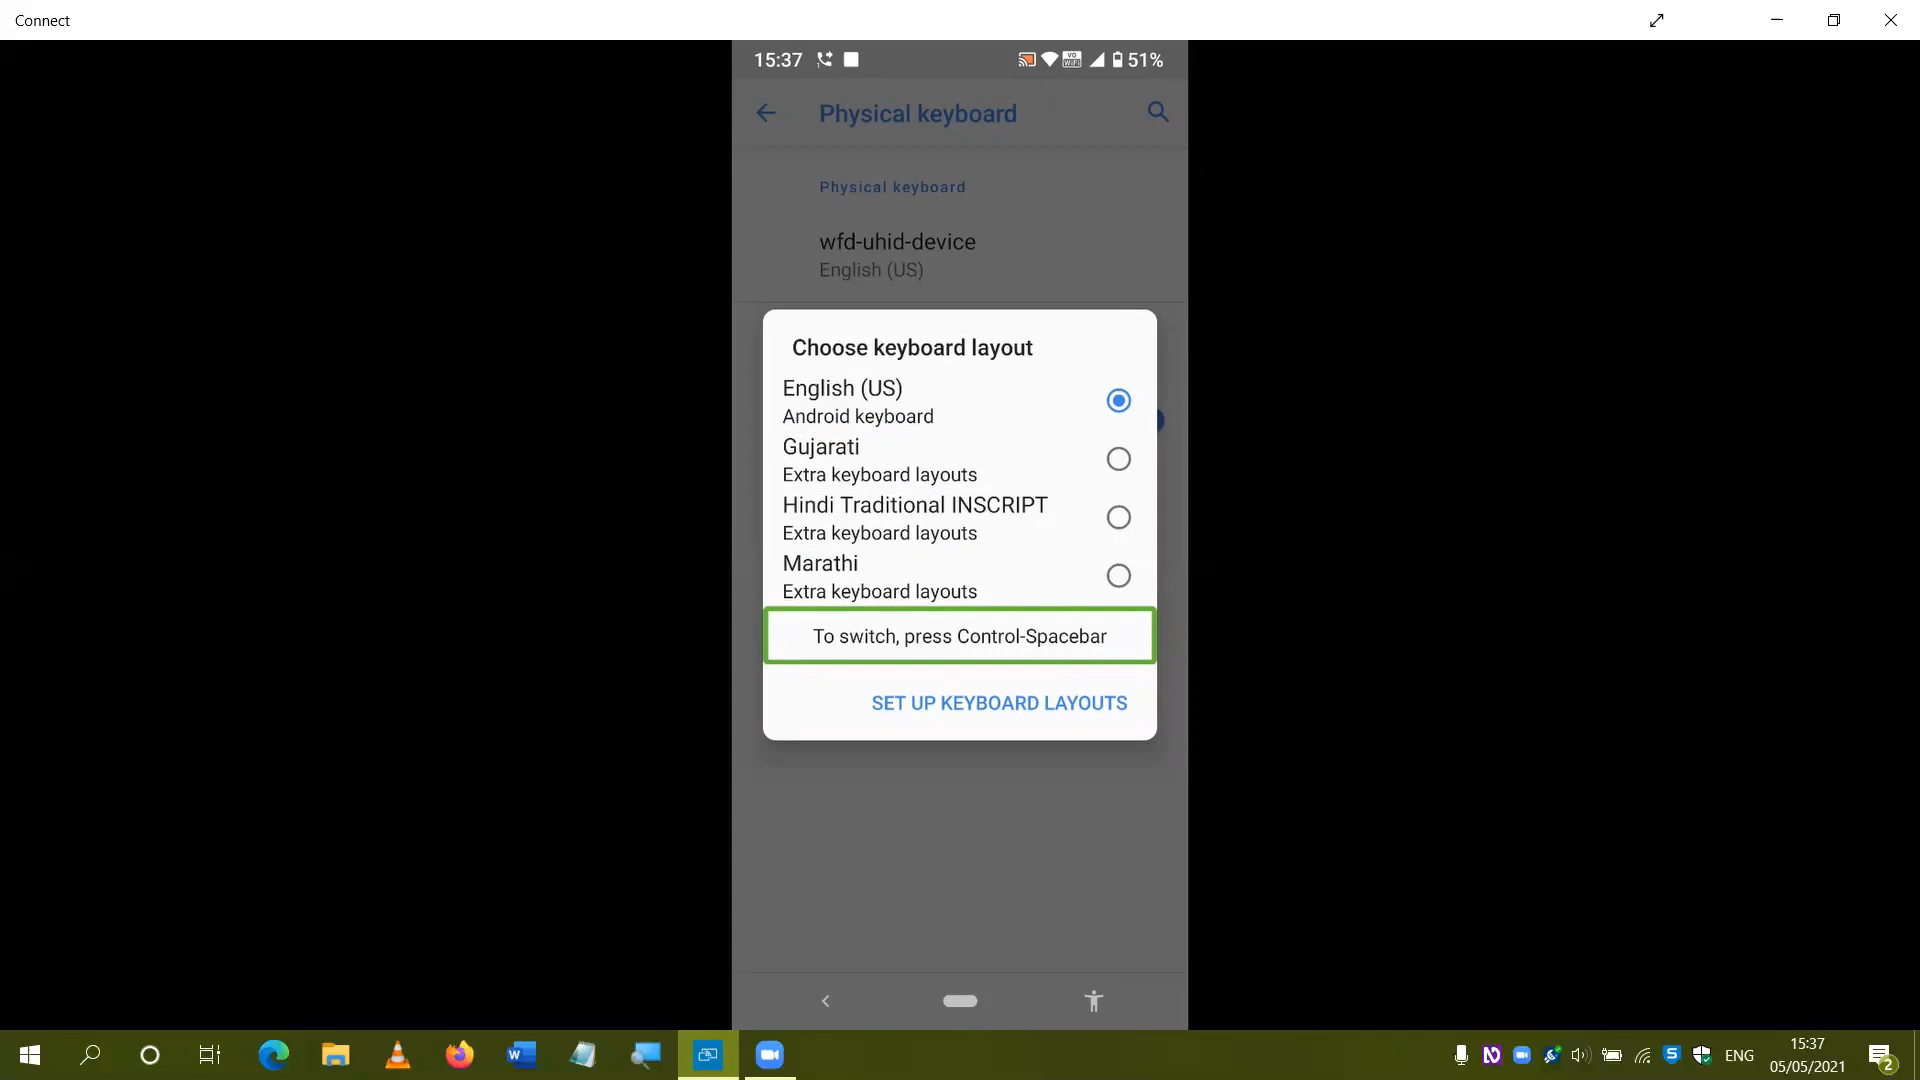 Connect
15:37
51%
Physical keyboard
Physical keyboard
wfd-uhid-device
English (US)
Choose keyboard layout
English (US)
Android keyboard
Gujarati
Extra keyboard layouts
Hindi Traditional INSCRIPT
Extra keyboard layouts
Marathi
Extra keyboard layouts
To switch, press Control-Spacebar
SET UP KEYBOARD LAYOUTS
ENG
15:37
05/05/2021
2